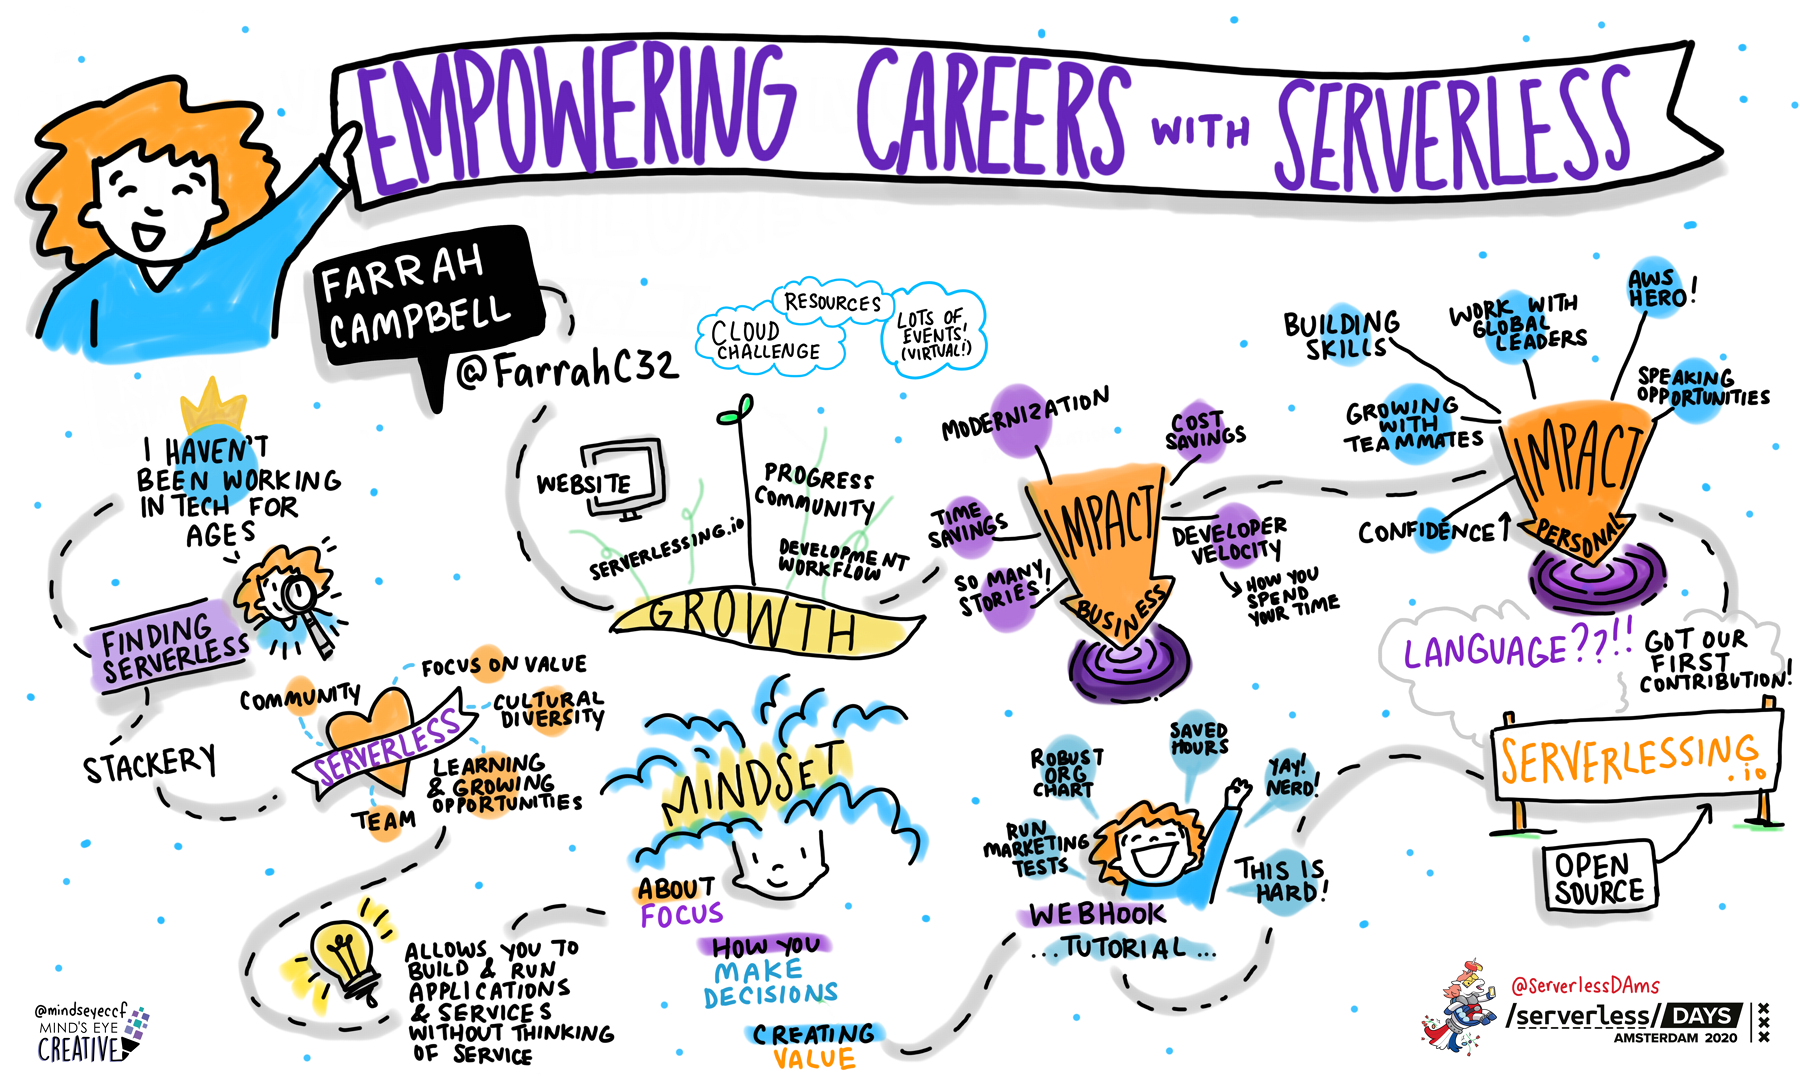 EMPOWERING CAREERS WITH SERVERLESS
FARRAH
CAMPBELL
@FarrahC32
I HAVEN'T
BEEN WORKING
IN TECH FOR
AGES
FINDING
SERVERLESS
STACKERY
COMMUNITY
FOCUS ON VALUE
CULTURAL
DIVERSITY
SERVERLESS
LEARNING
& GROWING
OPPORTUNITIES
TEAM
ALLOWS YOU TO
BUILD & RUN
APPLICATIONS
& SERVICES
WITHOUT THINKING
OF SERVICE
MINDSET
ABOUT
FOCUS
HOW YOU
MAKE
DECISIONS
CREATING
VALUE
WEBHOOK
...TUTORIAL...
RUN
MARKETING
TESTS
ROBUST
ORG
CHART
SAVED
HOURS
YAY!
NERD!
THIS IS
HARD!
SERVERLESSING
.io
OPEN
SOURCE
LANGUAGE??!!
GOT OUR
FIRST
CONTRIBUTION!
CLOUD
CHALLENGE
RESOURCES
LOTS OF
EVENTS!
(VIRTUAL!)
WEBSITE
SERVERLESSING.io
PROGRESS
COMMUNITY
DEVELOPMENT
WORKFLOW
GROWTH
MODERNIZATION
COST
SAVINGS
TIME
SAVINGS
SO MANY
STORIES!
IMPACT
BUSINESS
DEVELOPER
VELOCITY
HOW YOU
SPEND
YOUR TIME
BUILDING
SKILLS
WORK WITH
GLOBAL
LEADERS
AWS
HERO!
SPEAKING
OPPORTUNITIES
GROWING
WITH
TEAMMATES
CONFIDENCE
IMPACT
PERSONAL
@mindseyeccf
MIND'S EYE
CREATIVE
@ServerlessDAms
/serverless/DAYS
AMSTERDAM 2020